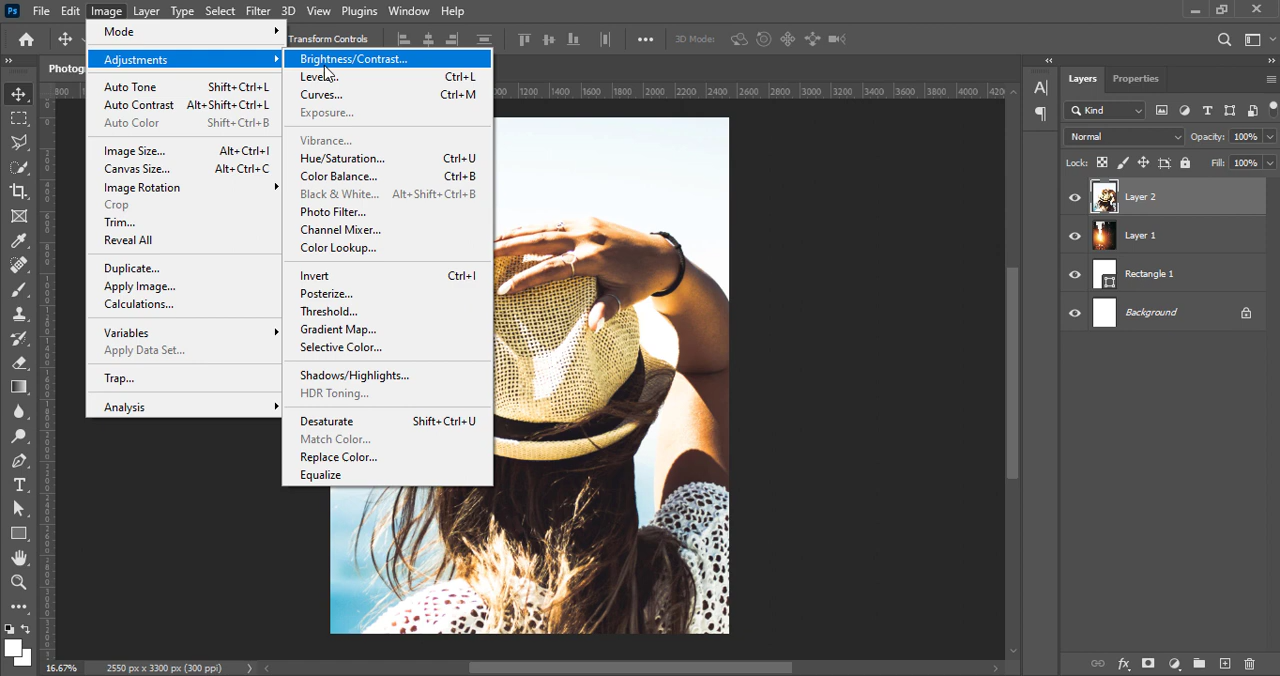 Ps File Edit Image Layer Type Select Filter 3D View Plugins Window Help
Transform Controls 3D Mode:
Mode
Adjustments
Auto Tone Shift+Ctrl+L
Auto Contrast Alt+Shift+Ctrl+L
Auto Color Shift+Ctrl+B
Image Size... Alt+Ctrl+I
Canvas Size... Alt+Ctrl+C
Image Rotation
Crop
Trim...
Reveal All
Duplicate...
Apply Image...
Calculations...
Variables
Apply Data Set...
Trap...
Analysis
Brightness/Contrast...
Levels... Ctrl+L
Curves... Ctrl+M
Exposure...
Vibrance...
Hue/Saturation... Ctrl+U
Color Balance... Ctrl+B
Black & White... Alt+Shift+Ctrl+B
Photo Filter...
Channel Mixer...
Color Lookup...
Invert Ctrl+I
Posterize...
Threshold...
Gradient Map...
Selective Color...
Shadows/Highlights...
HDR Toning...
Desaturate Shift+Ctrl+U
Match Color...
Replace Color...
Equalize
Photog
800 1000 1200 1400 1600 1800 2000 2200 2400 2600 2800 3000 3200 3400 3600 3800 4000 4200
Layers Properties
Kind
Normal Opacity: 100%
Lock: Fill: 100%
Layer 2
Layer 1
Rectangle 1
Background
16.67% 2550 px x 3300 px (300 ppi)